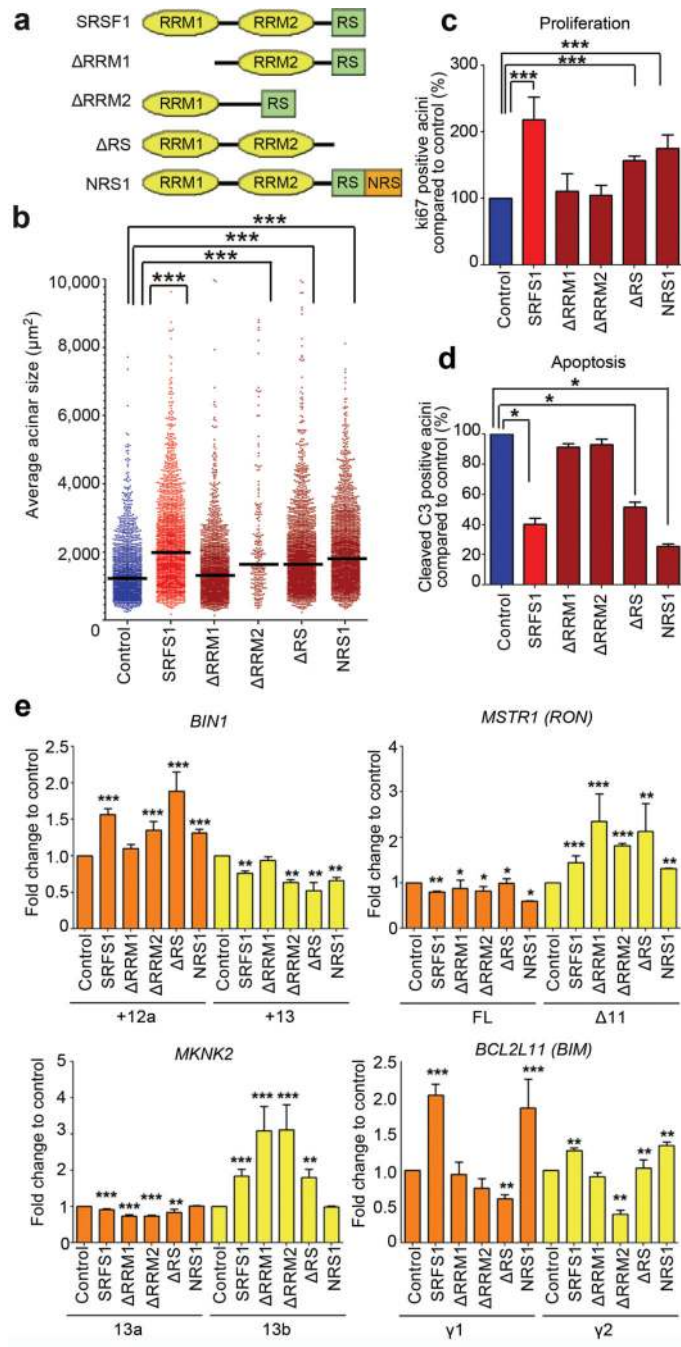 a
SRSF1 RRM1 RRM2 RS
ΔRRM1 RRM2 RS
ΔRRM2 RRM1 RS
ΔRS RRM1 RRM2
NRS1 RRM1 RRM2 RS NRS
b
***
***
***
***
Average acinar size (µm²)
10,000
8,000
6,000
4,000
2,000
0
Control SRFS1 ΔRRM1 ΔRRM2 ΔRS NRS1
c
Proliferation
***
***
***
ki67 positive acini
compared to control (%)
300
200
100
0
Control SRFS1 ΔRRM1 ΔRRM2 ΔRS NRS1
d
Apoptosis
*
*
*
Cleaved C3 positive acini
compared to control (%)
100
80
60
40
20
0
Control SRFS1 ΔRRM1 ΔRRM2 ΔRS NRS1
e
BIN1
Fold change to control
2.5
2.0
1.5
1.0
0.5
0
*** *** *** *** ** ** ** **
Control SRFS1 ΔRRM1 ΔRRM2 ΔRS NRS1 Control SRFS1 ΔRRM1 ΔRRM2 ΔRS NRS1
+12a +13
MSTR1 (RON)
Fold change to control
4
3
2
1
0
** * * * * *** *** *** ** **
Control SRFS1 ΔRRM1 ΔRRM2 ΔRS NRS1 Control SRFS1 ΔRRM1 ΔRRM2 ΔRS NRS1
FL Δ11
MKNK2
Fold change to control
5
4
3
2
1
0
*** *** *** ** *** *** *** **
Control SRFS1 ΔRRM1 ΔRRM2 ΔRS NRS1 Control SRFS1 ΔRRM1 ΔRRM2 ΔRS NRS1
13a 13b
BCL2L11 (BIM)
Fold change to control
2.5
2.0
1.5
1.0
0.5
0
*** ** *** ** ** ** **
Control SRFS1 ΔRRM1 ΔRRM2 ΔRS NRS1 Control SRFS1 ΔRRM1 ΔRRM2 ΔRS NRS1
γ1 γ2